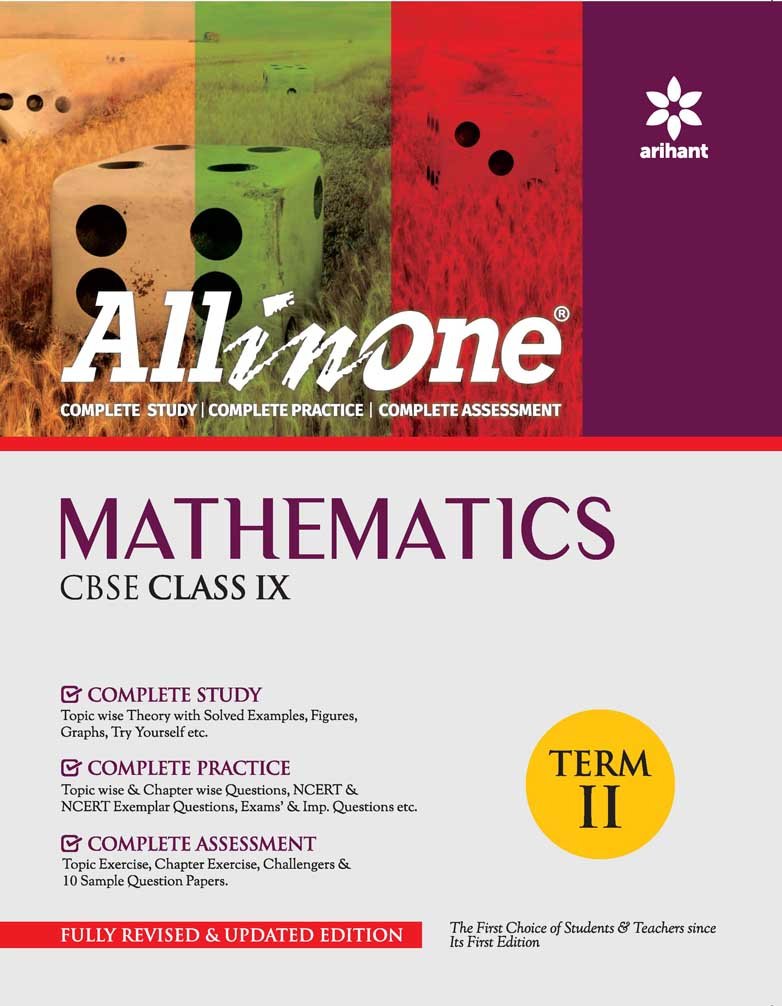 arihant
All in One®
COMPLETE STUDY | COMPLETE PRACTICE | COMPLETE ASSESSMENT
MATHEMATICS
CBSE CLASS IX
COMPLETE STUDY
Topic wise Theory with Solved Examples, Figures,
Graphs, Try Yourself etc.
COMPLETE PRACTICE
Topic wise & Chapter wise Questions, NCERT &
NCERT Exemplar Questions, Exams' & Imp. Questions etc.
COMPLETE ASSESSMENT
Topic Exercise, Chapter Exercise, Challengers &
10 Sample Question Papers.
TERM
II
FULLY REVISED & UPDATED EDITION
The First Choice of Students & Teachers since
Its First Edition